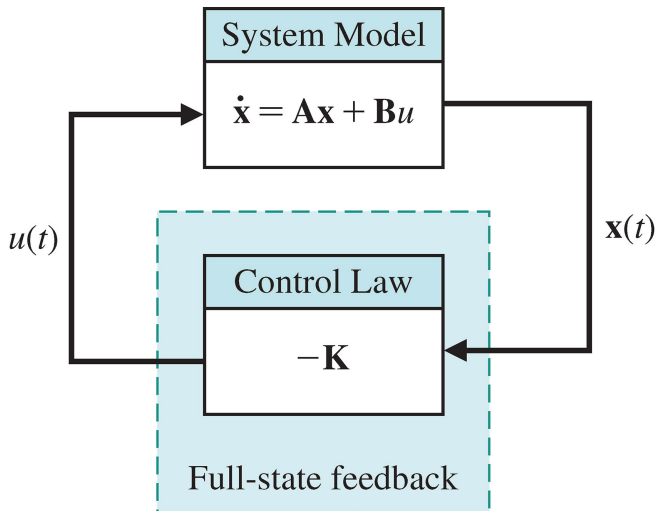 System Model
ẋ = Ax + Bu
u(t)
x(t)
Control Law
−K
Full-state feedback